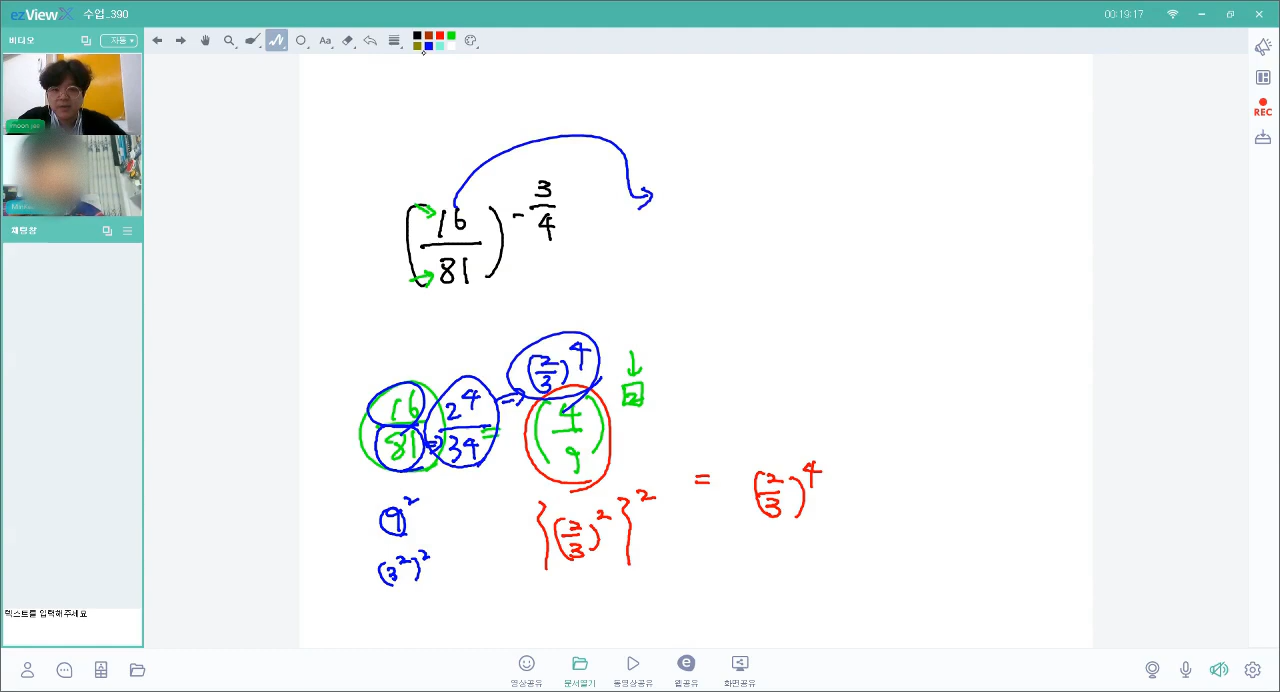 ezViewX 수업_390 00:19:17
비디오 자동
Aa
REC
채팅창
텍스트를 입력해주세요
(16/81)^-3/4
16/81 ⇒ 2^4/3^4 ⇒ (2/3)^4
= (4/9)^2
9^2
(3^2)^2
{(2/3)^2}^2 = (2/3)^4
영상공유 문서열기 동영상공유 웹공유 화면공유